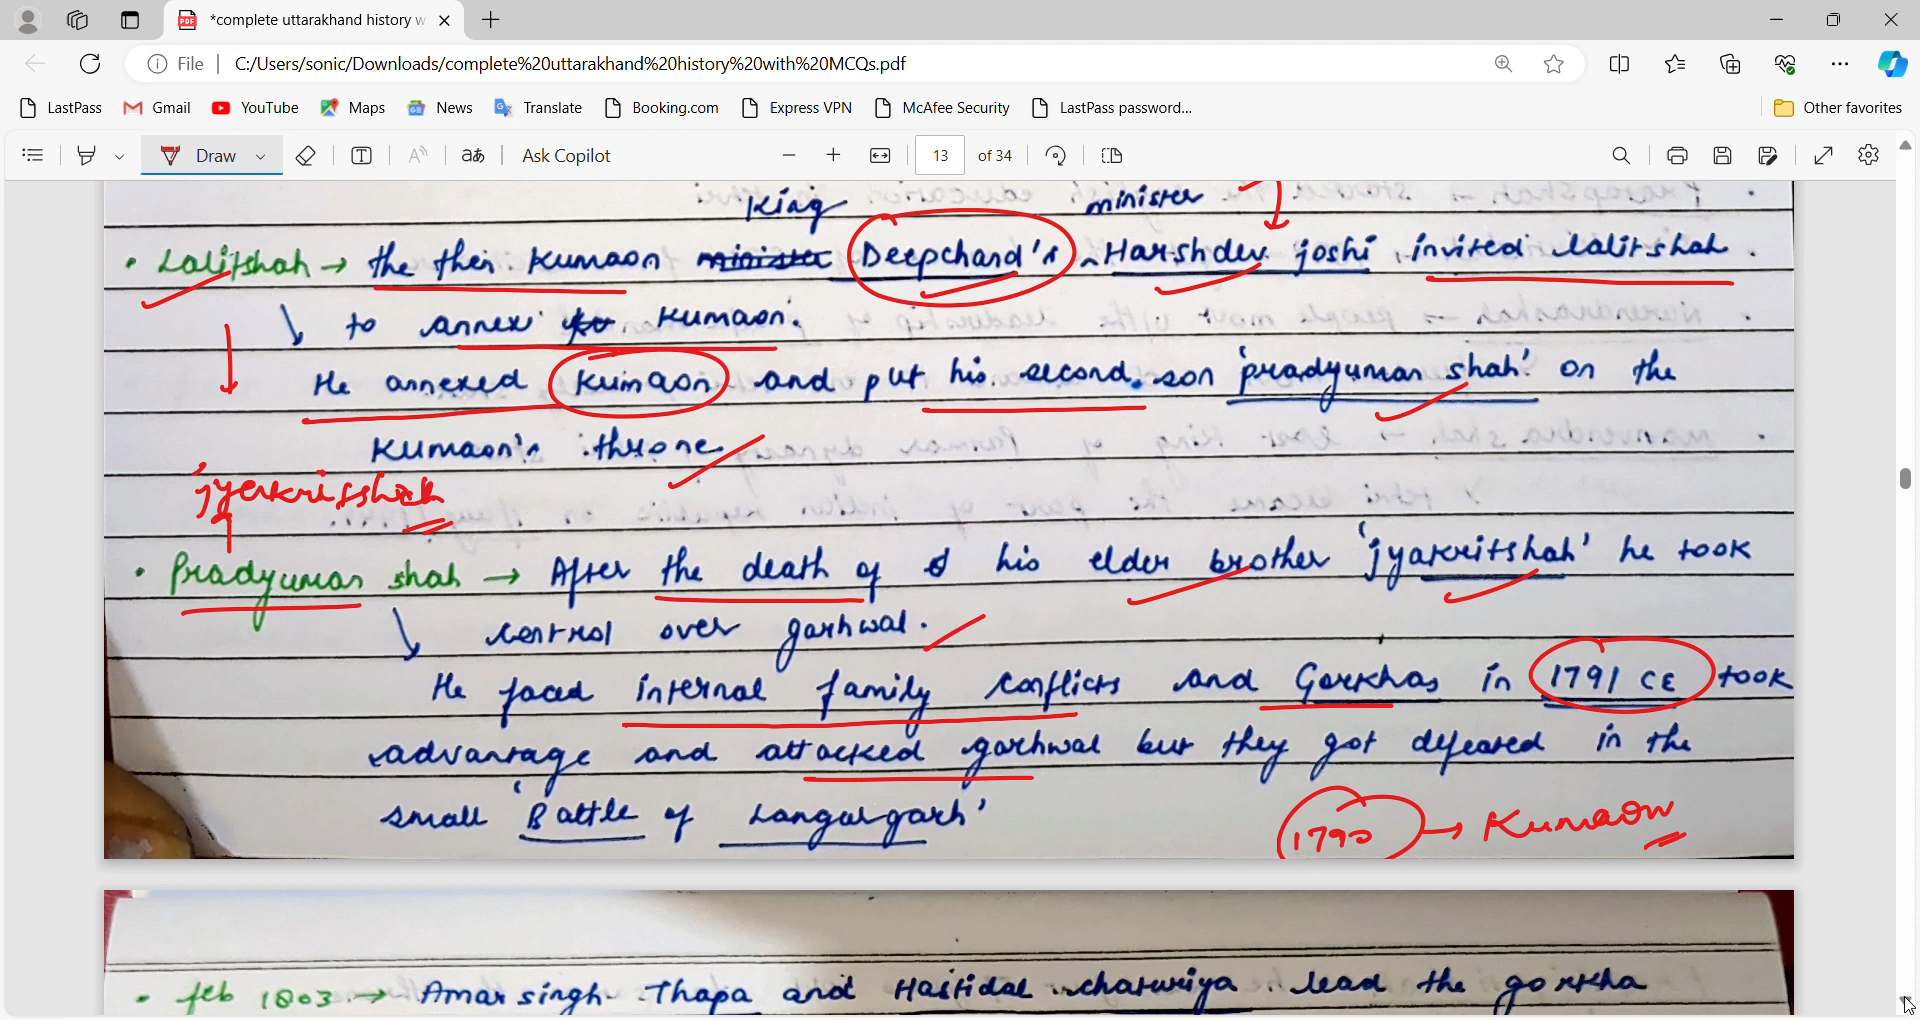 *complete uttarakhand history w
File
C:/Users/sonic/Downloads/complete%20uttarakhand%20history%20with%20MCQs.pdf
LastPass
Gmail
YouTube
Maps
News
Translate
Booking.com
Express VPN
McAfee Security
LastPass password...
Other favorites
Draw
Ask Copilot
13 of 34
King minister
• Lalitshah → the then Kumaon minister Deepchand's Harshdev joshi invited lalitshah.
to annex Kumaon.
He annexed Kumaon and put his second son 'pradyuman shah' on the
Kumaon's throne
jyakritshah
• Pradyuman shah → After the death of his elder brother 'jyakritshah' he took
control over garhwal.
He faced internal family conflicts and Gorkhas in 1791 CE took
advantage and attacked garhwal but they got defeated in the
small 'Battle of Langurgarh'
1790 → Kumaon
• feb 1803 → Amar singh Thapa and Hastidal chaturiya lead the gorkha